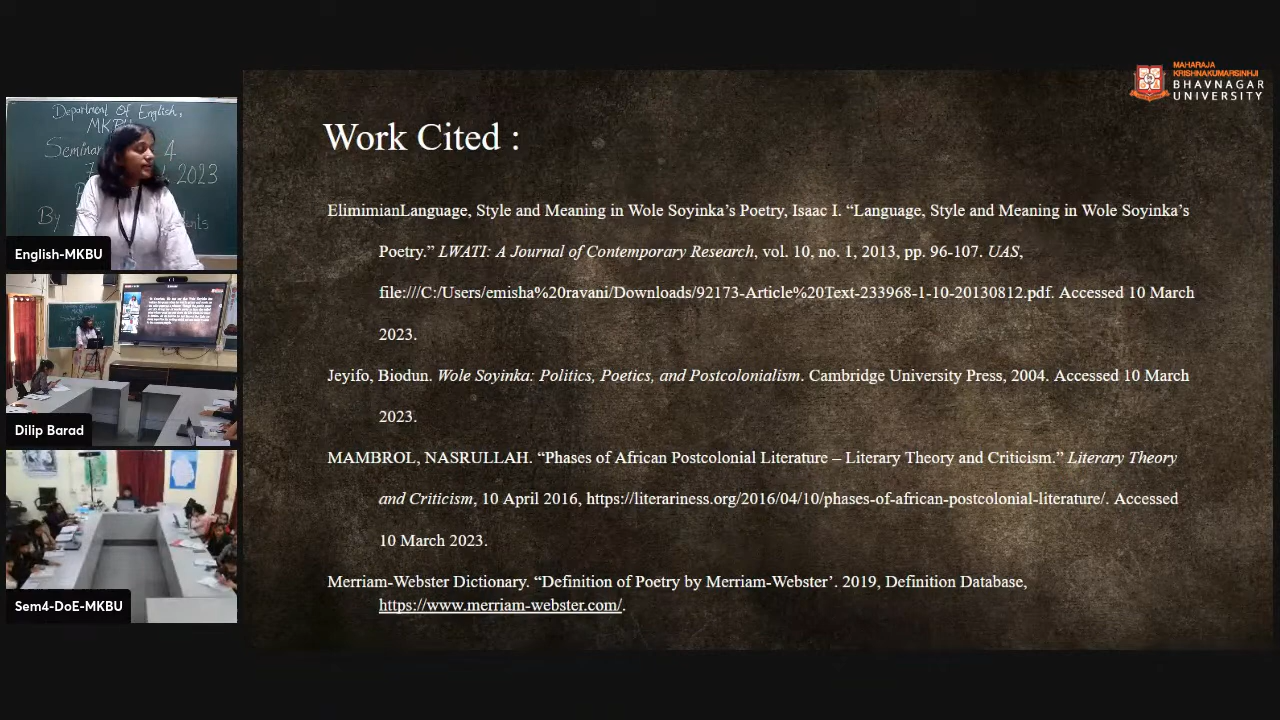 MAHARAJA
KRISHNAKUMARSINHJI
BHAVNAGAR
UNIVERSITY
Department Of English,
MKBU
Seminar 4
2023
By
English-MKBU
Dilip Barad
Sem4-DoE-MKBU
Work Cited :
ElimimianLanguage, Style and Meaning in Wole Soyinka’s Poetry, Isaac I. “Language, Style and Meaning in Wole Soyinka’s
Poetry.” LWATI: A Journal of Contemporary Research, vol. 10, no. 1, 2013, pp. 96-107. UAS,
file:///C:/Users/emisha%20ravani/Downloads/92173-Article%20Text-233968-1-10-20130812.pdf. Accessed 10 March
2023.
Jeyifo, Biodun. Wole Soyinka: Politics, Poetics, and Postcolonialism. Cambridge University Press, 2004. Accessed 10 March
2023.
MAMBROL, NASRULLAH. “Phases of African Postcolonial Literature – Literary Theory and Criticism.” Literary Theory
and Criticism, 10 April 2016, https://literariness.org/2016/04/10/phases-of-african-postcolonial-literature/. Accessed
10 March 2023.
Merriam-Webster Dictionary. “Definition of Poetry by Merriam-Webster’. 2019, Definition Database,
https://www.merriam-webster.com/.